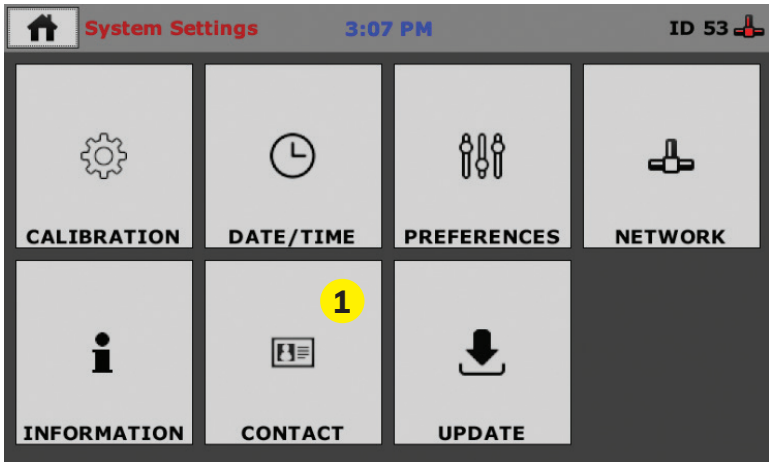 System Settings 3:07 PM ID 53
CALIBRATION DATE/TIME PREFERENCES NETWORK
1
INFORMATION CONTACT UPDATE